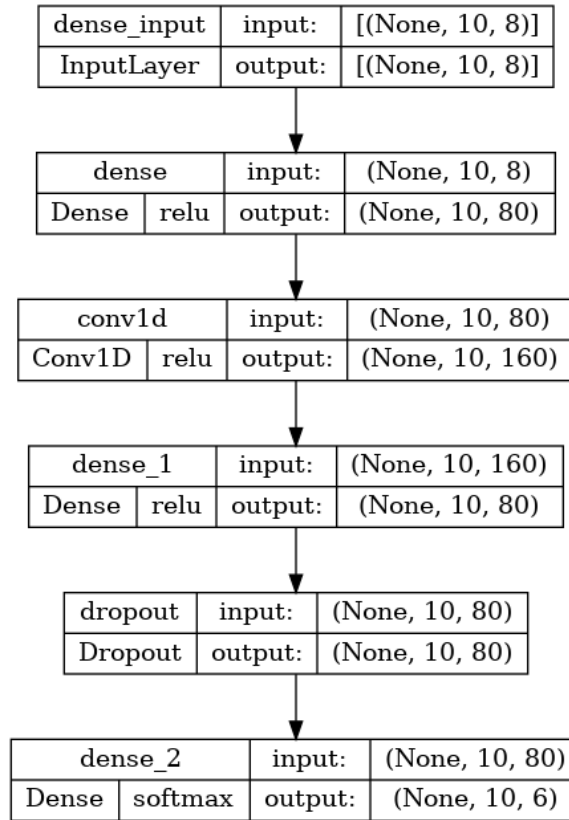 dense_input input: [(None, 10, 8)]
InputLayer output: [(None, 10, 8)]
dense input: (None, 10, 8)
Dense relu output: (None, 10, 80)
conv1d input: (None, 10, 80)
Conv1D relu output: (None, 10, 160)
dense_1 input: (None, 10, 160)
Dense relu output: (None, 10, 80)
dropout input: (None, 10, 80)
Dropout output: (None, 10, 80)
dense_2 input: (None, 10, 80)
Dense softmax output: (None, 10, 6)